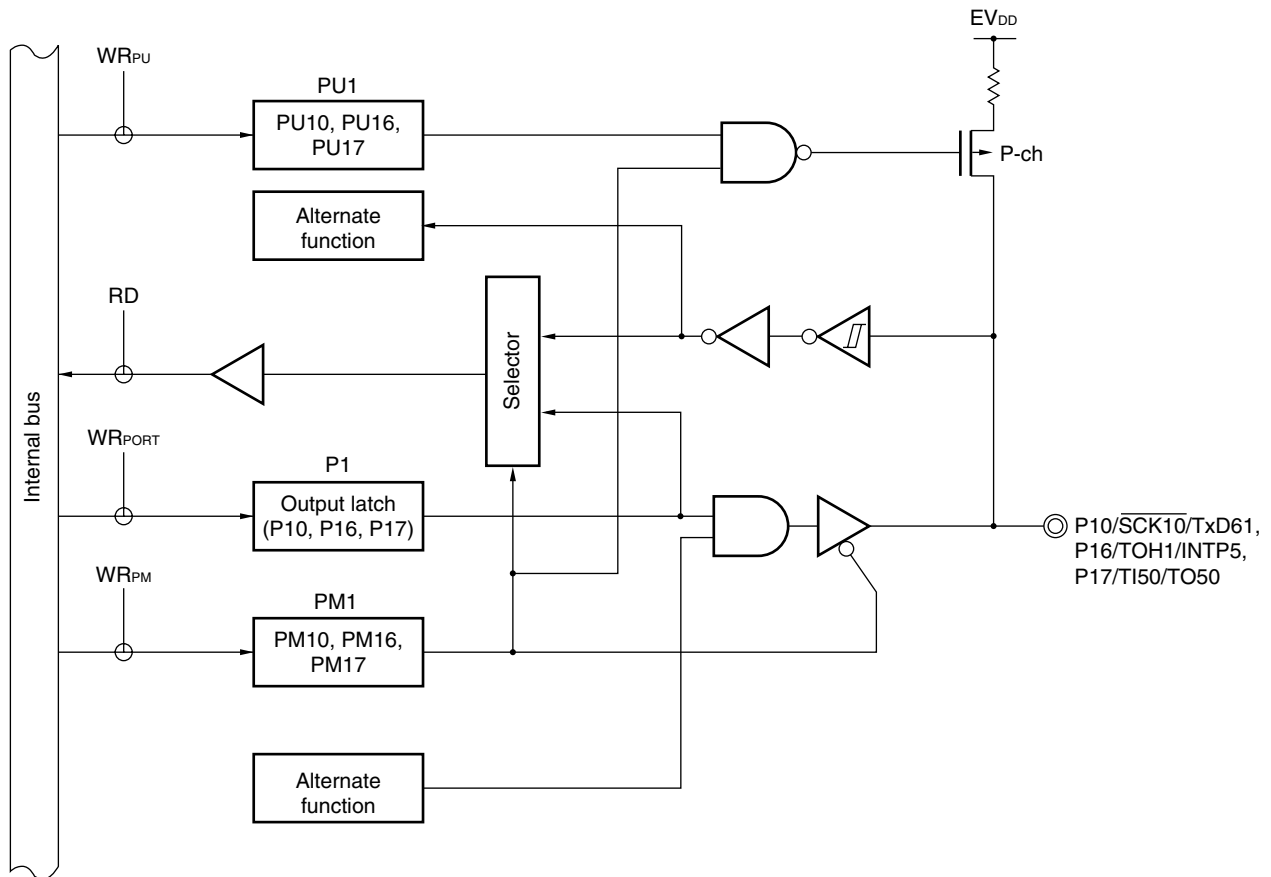 EVDD
WRPU
PU1
PU10, PU16,
PU17
P-ch
Alternate
function
RD
Selector
Internal bus
WRPORT
P1
Output latch
(P10, P16, P17)
P10/SCK10/TxD61,
P16/TOH1/INTP5,
P17/TI50/TO50
WRPM
PM1
PM10, PM16,
PM17
Alternate
function